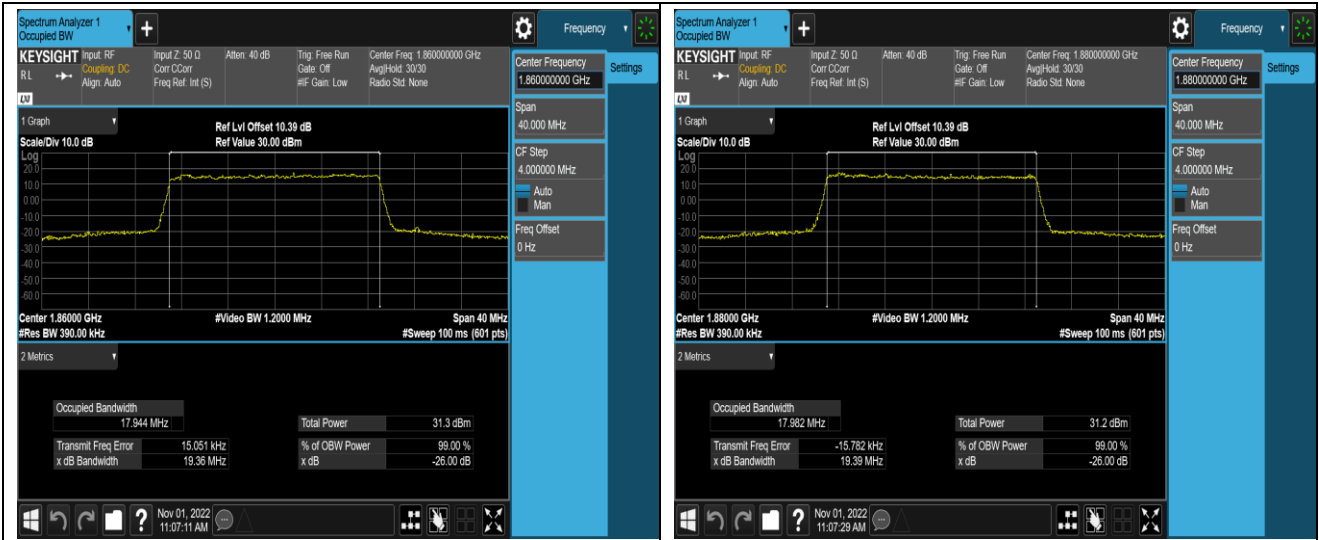 Spectrum Analyzer 1
Occupied BW
+
Frequency
KEYSIGHT
RL
LXI
Input: RF
Coupling: DC
Align: Auto
Input Z: 50 Ω
Corr CCorr
Freq Ref: Int (S)
Atten: 40 dB
Trig: Free Run
Gate: Off
#IF Gain: Low
Center Freq: 1.860000000 GHz
Avg|Hold: 30/30
Radio Std: None
Center Frequency
1.860000000 GHz
Settings
Span
40.000 MHz
CF Step
4.000000 MHz
Auto
Man
Freq Offset
0 Hz
1 Graph
Ref Lvl Offset 10.39 dB
Scale/Div 10.0 dB
Ref Value 30.00 dBm
Log
20.0
10.0
0.00
-10.0
-20.0
-30.0
-40.0
-50.0
-60.0
Center 1.86000 GHz
#Video BW 1.2000 MHz
Span 40 MHz
#Res BW 390.00 kHz
#Sweep 100 ms (601 pts)
2 Metrics
Occupied Bandwidth
17.944 MHz
Total Power 31.3 dBm
Transmit Freq Error 15.051 kHz
% of OBW Power 99.00 %
x dB Bandwidth 19.36 MHz
x dB -26.00 dB
?
Nov 01, 2022
11:07:11 AM
Spectrum Analyzer 1
Occupied BW
+
Frequency
KEYSIGHT
RL
LXI
Input: RF
Coupling: DC
Align: Auto
Input Z: 50 Ω
Corr CCorr
Freq Ref: Int (S)
Atten: 40 dB
Trig: Free Run
Gate: Off
#IF Gain: Low
Center Freq: 1.880000000 GHz
Avg|Hold: 30/30
Radio Std: None
Center Frequency
1.880000000 GHz
Settings
Span
40.000 MHz
CF Step
4.000000 MHz
Auto
Man
Freq Offset
0 Hz
1 Graph
Ref Lvl Offset 10.39 dB
Scale/Div 10.0 dB
Ref Value 30.00 dBm
Log
20.0
10.0
0.00
-10.0
-20.0
-30.0
-40.0
-50.0
-60.0
Center 1.88000 GHz
#Video BW 1.2000 MHz
Span 40 MHz
#Res BW 390.00 kHz
#Sweep 100 ms (601 pts)
2 Metrics
Occupied Bandwidth
17.982 MHz
Total Power 31.2 dBm
Transmit Freq Error -15.782 kHz
% of OBW Power 99.00 %
x dB Bandwidth 19.39 MHz
x dB -26.00 dB
?
Nov 01, 2022
11:07:29 AM